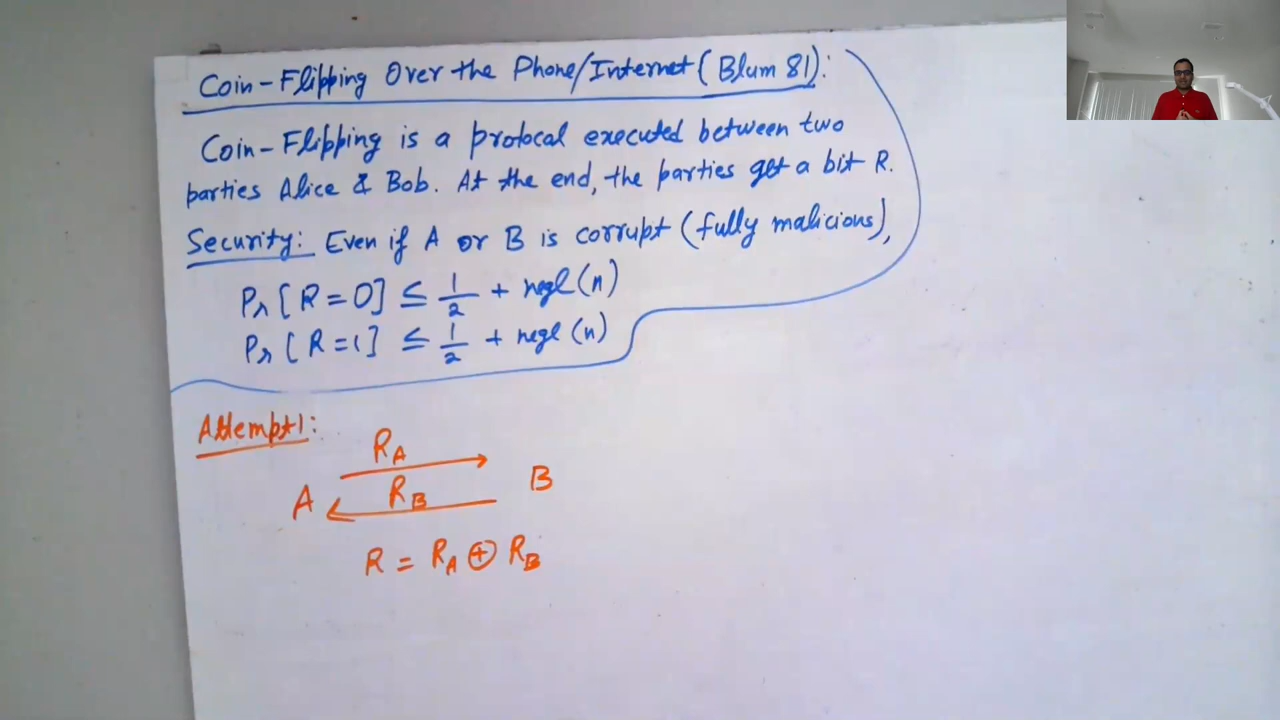 Coin-Flipping Over the Phone/Internet (Blum 81):
Coin-Flipping is a protocal executed between two
parties Alice & Bob. At the end, the parties get a bit R.
Security: Even if A or B is corrupt (fully malicious),
Pr[R=0] ≤ 1/2 + negl(n)
Pr[R=1] ≤ 1/2 + negl(n)
Attempt 1:
R_A
A R_B B
R = R_A ⊕ R_B